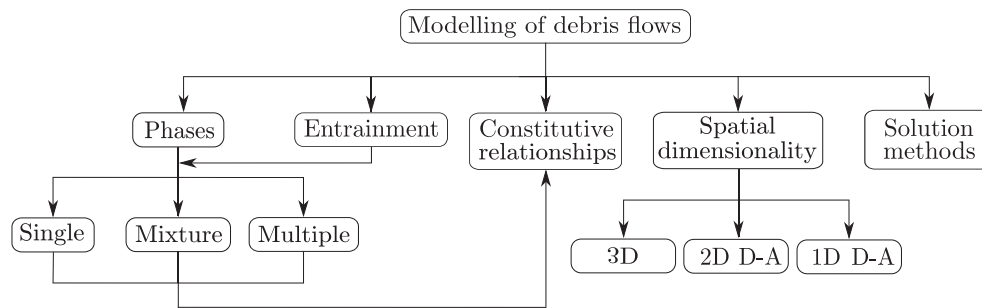 Modelling of debris flows
Phases
Entrainment
Constitutive
relationships
Spatial
dimensionality
Solution
methods
Single
Mixture
Multiple
3D
2D D-A
1D D-A